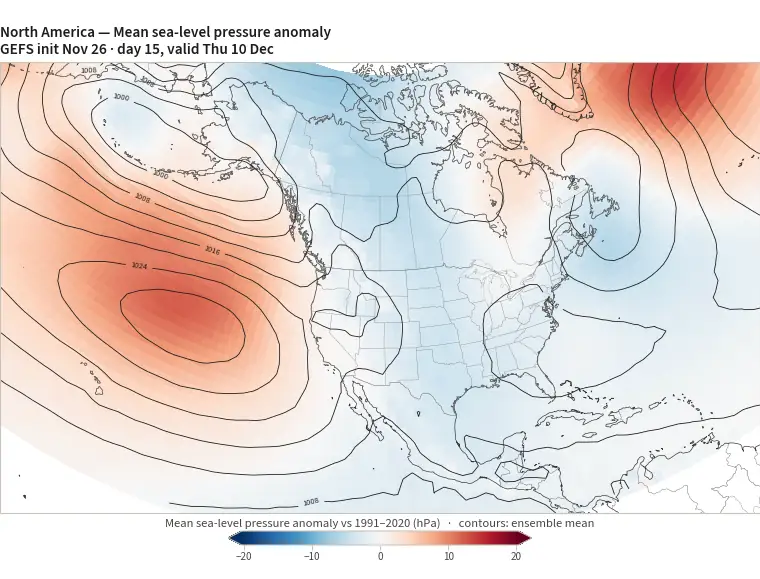 North America — Mean sea-level pressure anomaly
GEFS init Nov 26 · day 15, valid Thu 10 Dec
1008
1008
1000
1000
1008
1016
1024
1008
Mean sea-level pressure anomaly vs 1991–2020 (hPa) · contours: ensemble mean
−20 −10 0 10 20